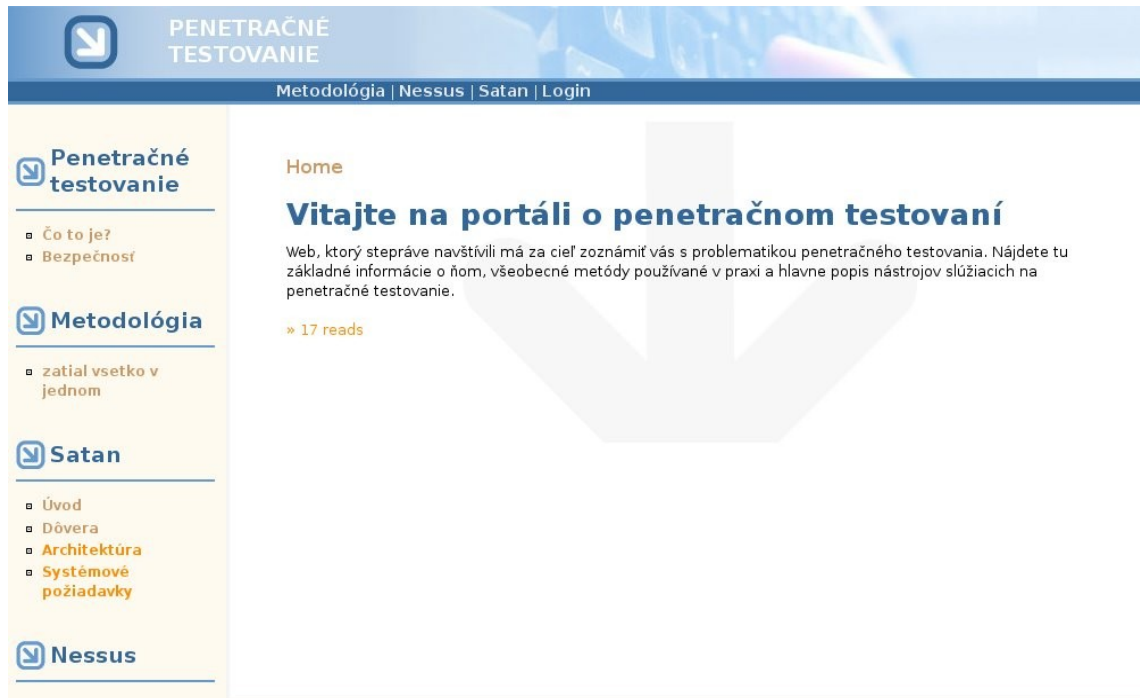 PENETRAČNÉ
TESTOVANIE
Metodológia | Nessus | Satan | Login
Penetračné
testovanie
Čo to je?
Bezpečnosť
Metodológia
zatial vsetko v
jednom
Satan
Úvod
Dôvera
Architektúra
Systémové
požiadavky
Nessus
Home
Vitajte na portáli o penetračnom testovaní
Web, ktorý stepráve navštívili má za cieľ zoznámiť vás s problematikou penetračného testovania. Nájdete tu
základné informácie o ňom, všeobecné metódy používané v praxi a hlavne popis nástrojov slúžiacich na
penetračné testovanie.
» 17 reads